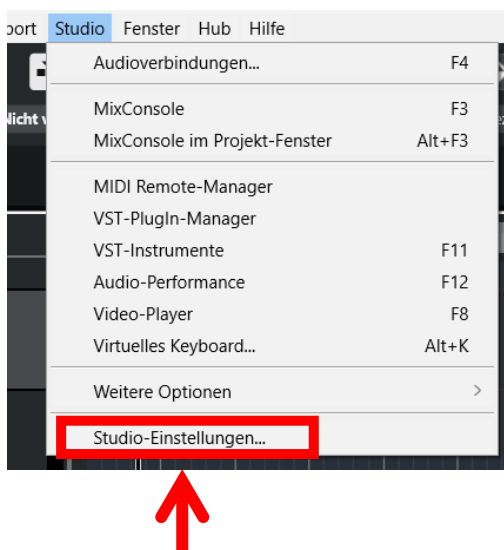 Studio Fenster Hub Hilfe
Audioverbindungen... F4
MixConsole F3
MixConsole im Projekt-Fenster Alt+F3
MIDI Remote-Manager
VST-PlugIn-Manager
VST-Instrumente F11
Audio-Performance F12
Video-Player F8
Virtuelles Keyboard... Alt+K
Weitere Optionen >
Studio-Einstellungen...